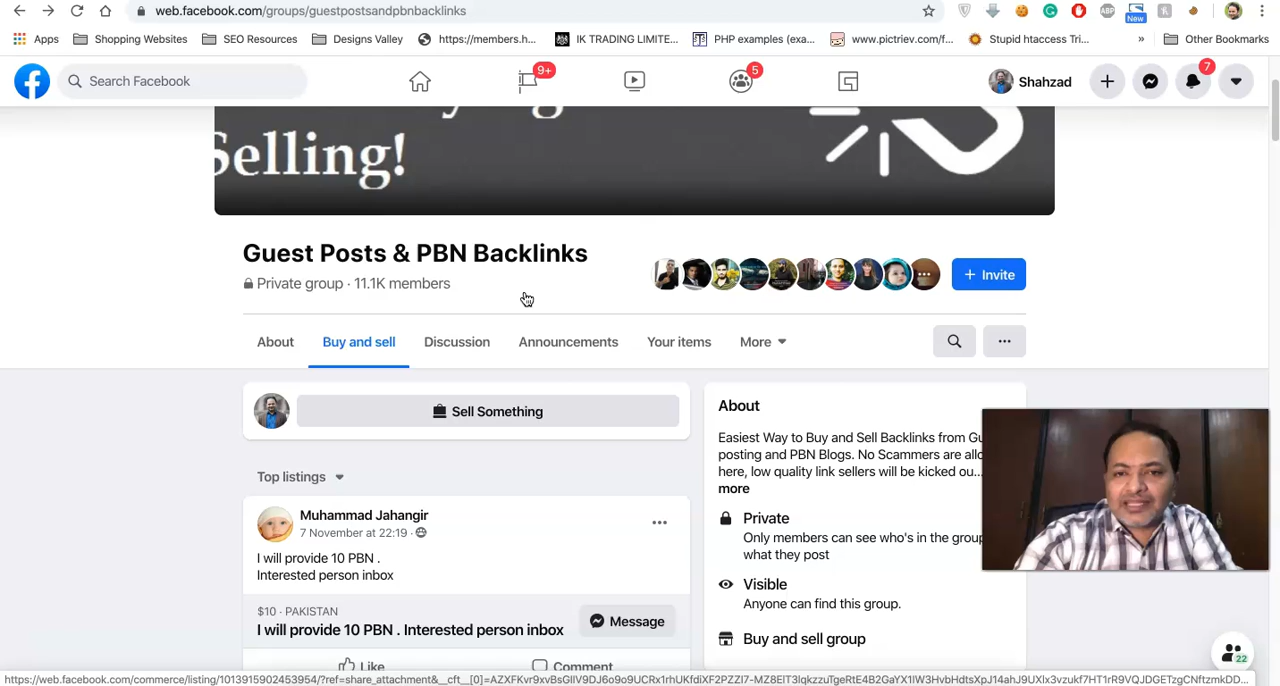 web.facebook.com/groups/guestpostsandpbnbacklinks
ABP
New
Apps
Shopping Websites
SEO Resources
Designs Valley
https://members.h...
IK TRADING LIMITE...
PHP examples (exa...
www.pictriev.com/f...
Stupid htaccess Tri...
»
Other Bookmarks
Search Facebook
9+
5
Shahzad
7
Selling!
Guest Posts & PBN Backlinks
Private group · 11.1K members
+ Invite
About
Buy and sell
Discussion
Announcements
Your items
More
Sell Something
About
Easiest Way to Buy and Sell Backlinks from Gu
posting and PBN Blogs. No Scammers are allo
here, low quality link sellers will be kicked ou...
more
Top listings
Muhammad Jahangir
7 November at 22:19 ·
I will provide 10 PBN .
Interested person inbox
Private
Only members can see who's in the group
what they post
Visible
Anyone can find this group.
$10 · PAKISTAN
I will provide 10 PBN . Interested person inbox
Message
Buy and sell group
Like
Comment
22